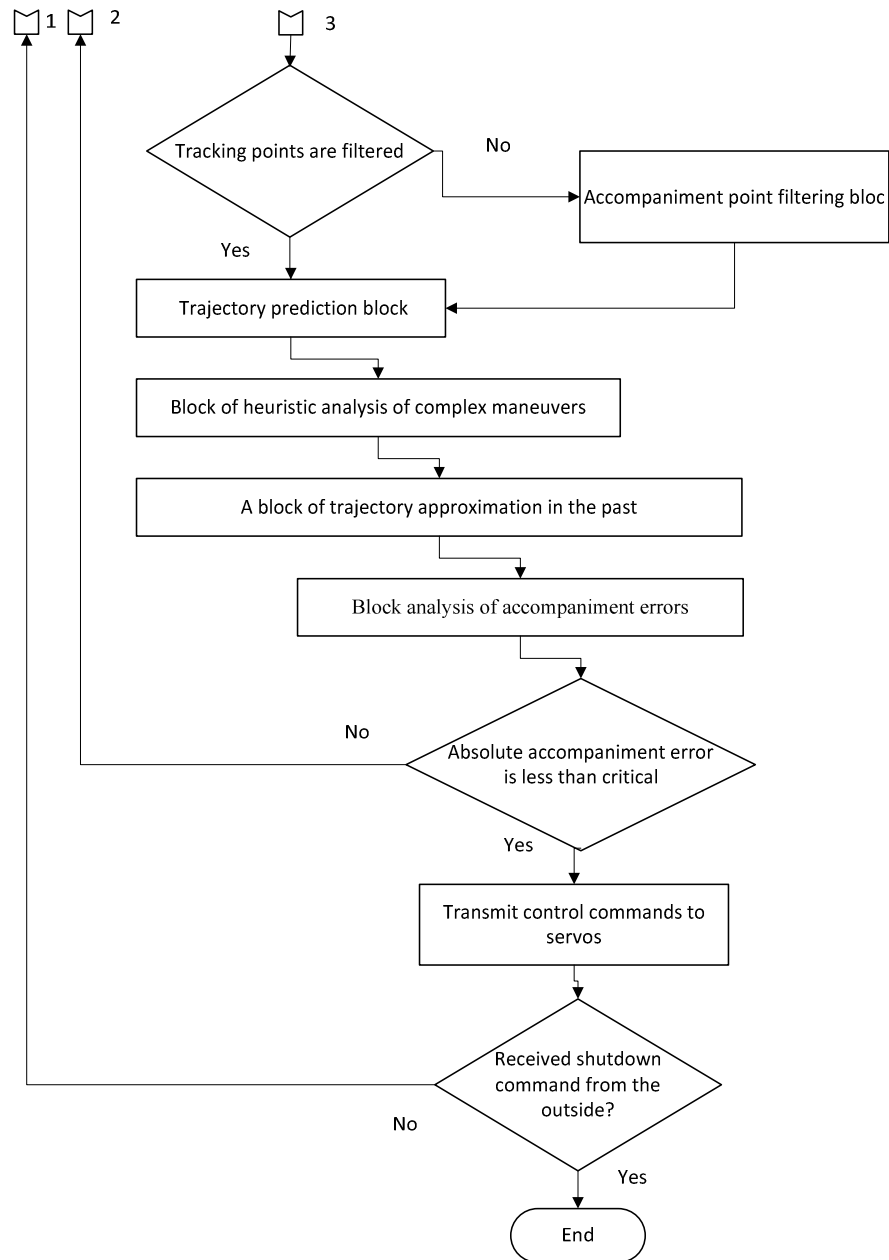 1
2
3
Tracking points are filtered
No
Accompaniment point filtering bloc
Yes
Trajectory prediction block
Block of heuristic analysis of complex maneuvers
A block of trajectory approximation in the past
Block analysis of accompaniment errors
No
Absolute accompaniment error
is less than critical
Yes
Transmit control commands to
servos
Received shutdown
command from the
outside?
No
Yes
End